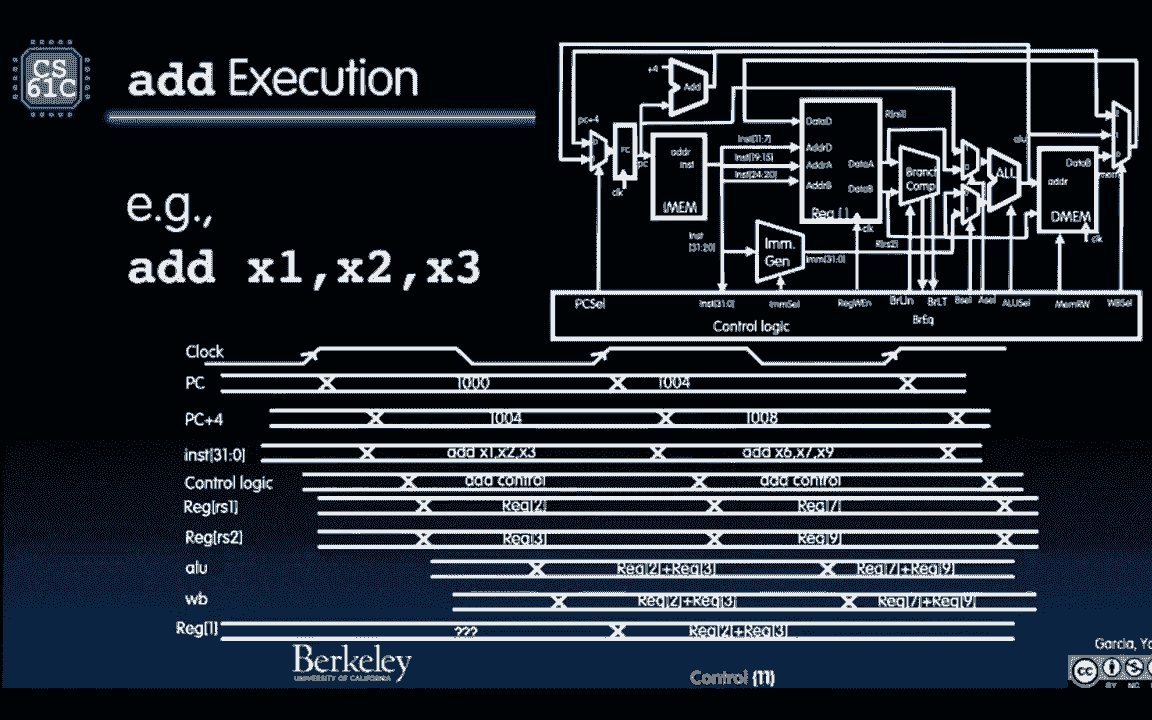 CS
61C
add Execution
e.g.,
add x1,x2,x3
+4
Add
pc+4
PC
pc
clk
addr
inst
IMEM
Inst[11:7]
Inst[19:15]
Inst[24:20]
Inst
[31:20]
DataD
AddrD
AddrA
AddrB
DataA
DataB
Reg []
clk
R[rs1]
R[rs2]
Imm.
Gen
Imm[31:0]
Branch
Comp
ALU
alu
addr
DataB
DMEM
clk
mem
PCSel
Inst[31:0]
ImmSel
RegWEn
BrUn
BrEq
BrLT
Bsel
Asel
ALUSel
MemRW
WBSel
Control logic
Clock
PC 1000 1004
PC+4 1004 1008
inst[31:0] add x1,x2,x3 add x6,x7,x9
Control logic add control add control
Reg[rs1] Reg[2] Reg[7]
Reg[rs2] Reg[3] Reg[9]
alu Reg[2]+Reg[3] Reg[7]+Reg[9]
wb Reg[2]+Reg[3] Reg[7]+Reg[9]
Reg[1] ??? Reg[2]+Reg[3]
Berkeley
UNIVERSITY OF CALIFORNIA
Control (11)
Garcia, Yo
cc
BY NC